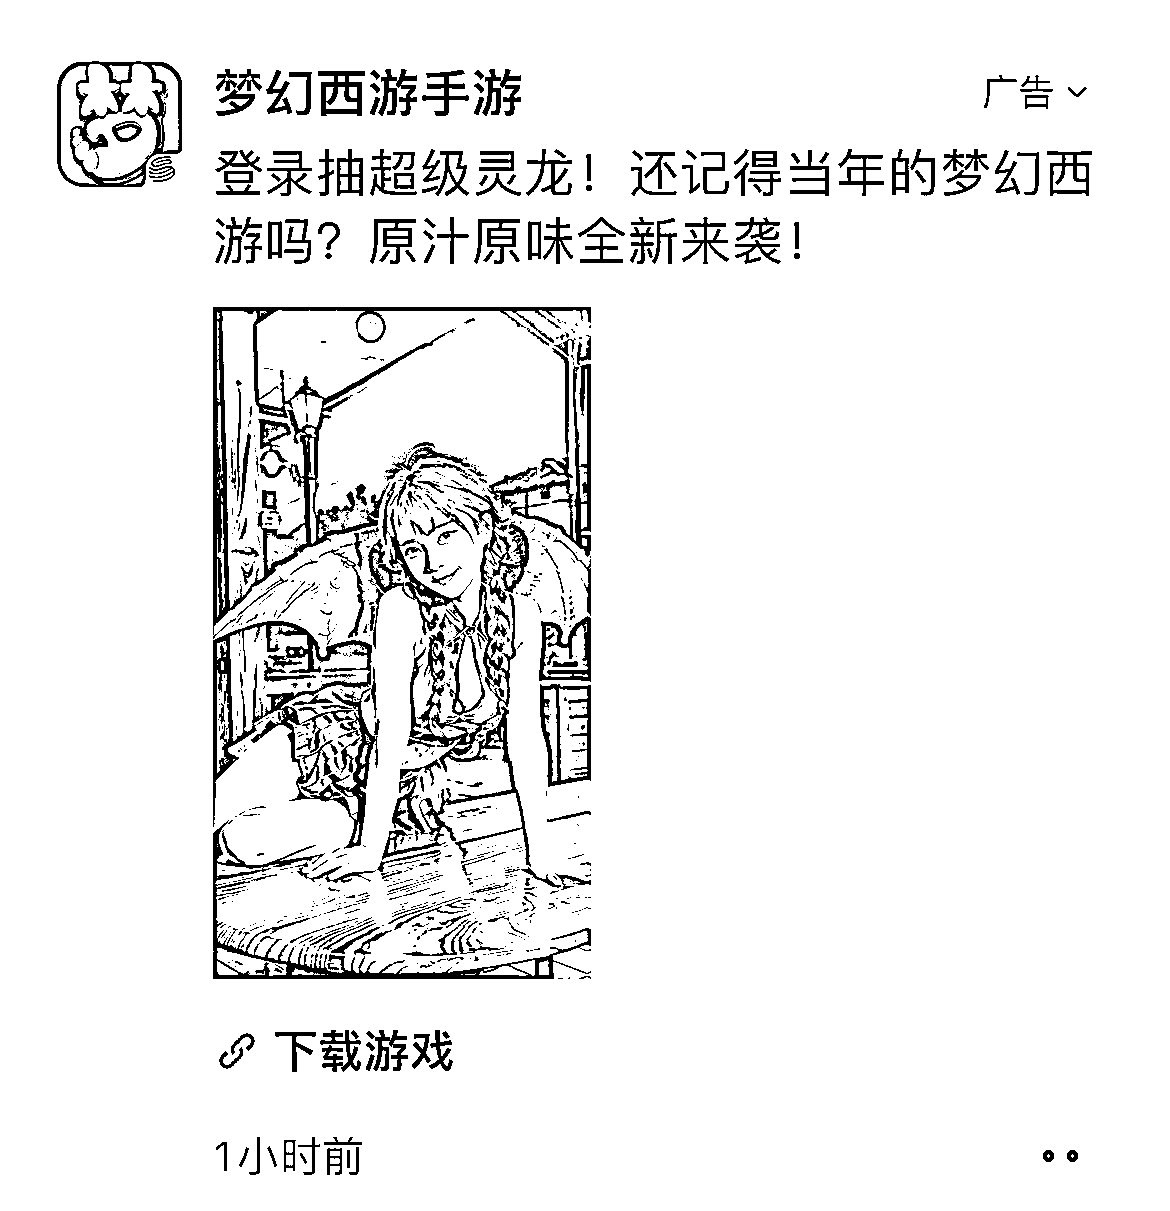 梦幻西游手游
广告
登录抽超级灵龙！还记得当年的梦幻西
游吗？原汁原味全新来袭！
下载游戏
1小时前